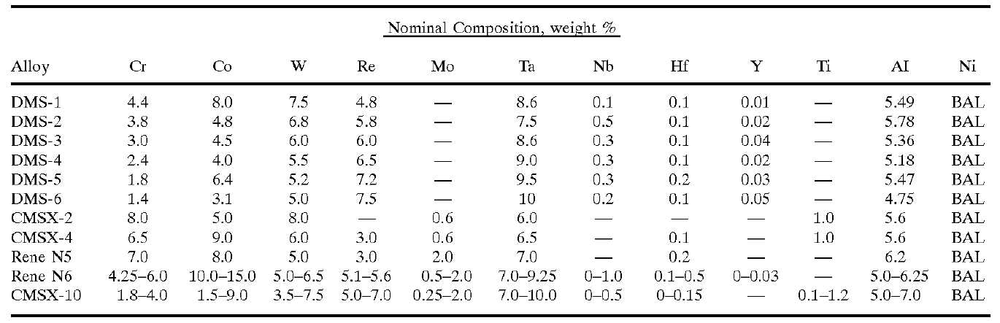 Nominal Composition, weight %
Alloy Cr Co W Re Mo Ta Nb Hf Y Ti AI Ni
DMS-1 4.4 8.0 7.5 4.8 — 8.6 0.1 0.1 0.01 — 5.49 BAL
DMS-2 3.8 4.8 6.8 5.8 — 7.5 0.5 0.1 0.02 — 5.78 BAL
DMS-3 3.0 4.5 6.0 6.0 — 8.6 0.3 0.1 0.04 — 5.36 BAL
DMS-4 2.4 4.0 5.5 6.5 — 9.0 0.3 0.1 0.02 — 5.18 BAL
DMS-5 1.8 6.4 5.2 7.2 — 9.5 0.3 0.2 0.03 — 5.47 BAL
DMS-6 1.4 3.1 5.0 7.5 — 10 0.2 0.1 0.05 — 4.75 BAL
CMSX-2 8.0 5.0 8.0 — 0.6 6.0 — — — 1.0 5.6 BAL
CMSX-4 6.5 9.0 6.0 3.0 0.6 6.5 — 0.1 — 1.0 5.6 BAL
Rene N5 7.0 8.0 5.0 3.0 2.0 7.0 — 0.2 — — 6.2 BAL
Rene N6 4.25–6.0 10.0–15.0 5.0–6.5 5.1–5.6 0.5–2.0 7.0–9.25 0–1.0 0.1–0.5 0–0.03 — 5.0–6.25 BAL
CMSX-10 1.8–4.0 1.5–9.0 3.5–7.5 5.0–7.0 0.25–2.0 7.0–10.0 0–0.5 0–0.15 — 0.1–1.2 5.0–7.0 BAL